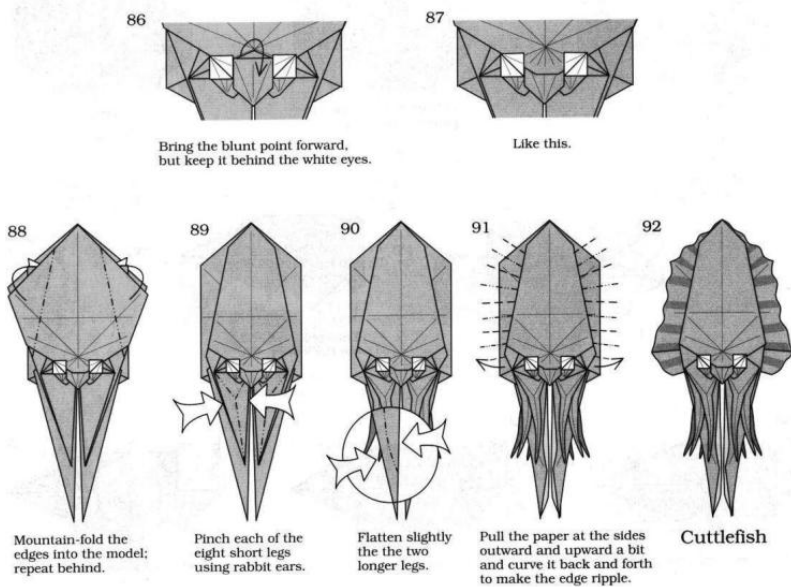 86
87
Bring the blunt point forward,
but keep it behind the white eyes.
Like this.
88
89
90
91
92
Mountain-fold the
edges into the model;
repeat behind.
Pinch each of the
eight short legs
using rabbit ears.
Flatten slightly
the the two
longer legs.
Pull the paper at the sides
outward and upward a bit
and curve it back and forth
to make the edge ripple.
Cuttlefish